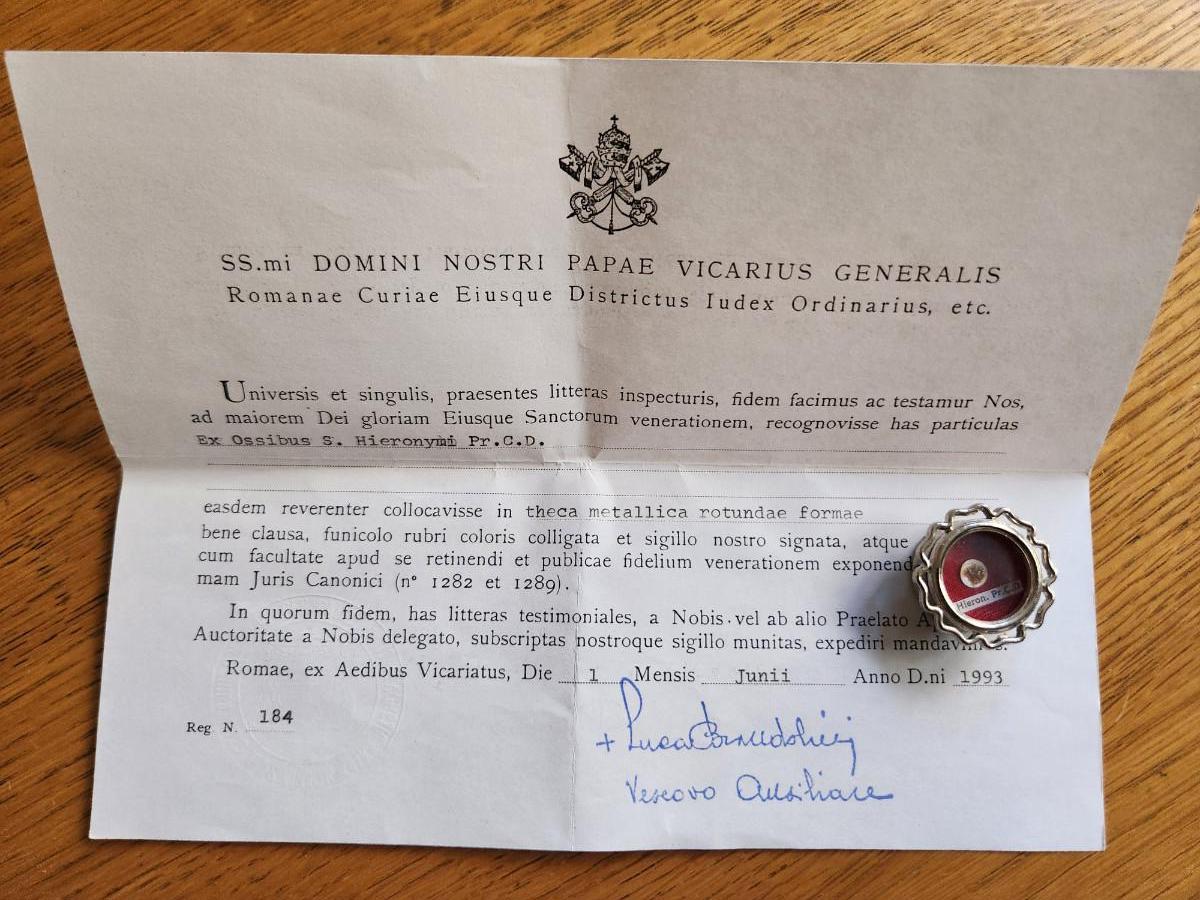 SS.mi DOMINI NOSTRI PAPAE VICARIUS GENERALIS
Romanae Curiae Eiusque Districtus Iudex Ordinarius, etc.
Universis et singulis, praesentes litteras inspecturis, fidem facimus ac testamur Nos,
ad maiorem Dei gloriam Eiusque Sanctorum venerationem, recognovisse has particulas
Ex Ossibus S. Hieronymi Pr.C.D.
easdem reverenter collocavisse in theca metallica rotundae formae
bene clausa, funicolo rubri coloris colligata et sigillo nostro signata, atque
cum facultate apud se retinendi et publicae fidelium venerationem exponend
mam Juris Canonici (n° 1282 et 1289).
Hieron. Pr.C.D
In quorum fidem, has litteras testimoniales, a Nobis vel ab alio Praelato
Auctoritate a Nobis delegato, subscriptas nostroque sigillo munitas, expediri
Romae, ex Aedibus Vicariatus, Die 1 Mensis Junii Anno D.ni 1993
Reg. N. 184
+ Luca
Vescovo Ausiliare